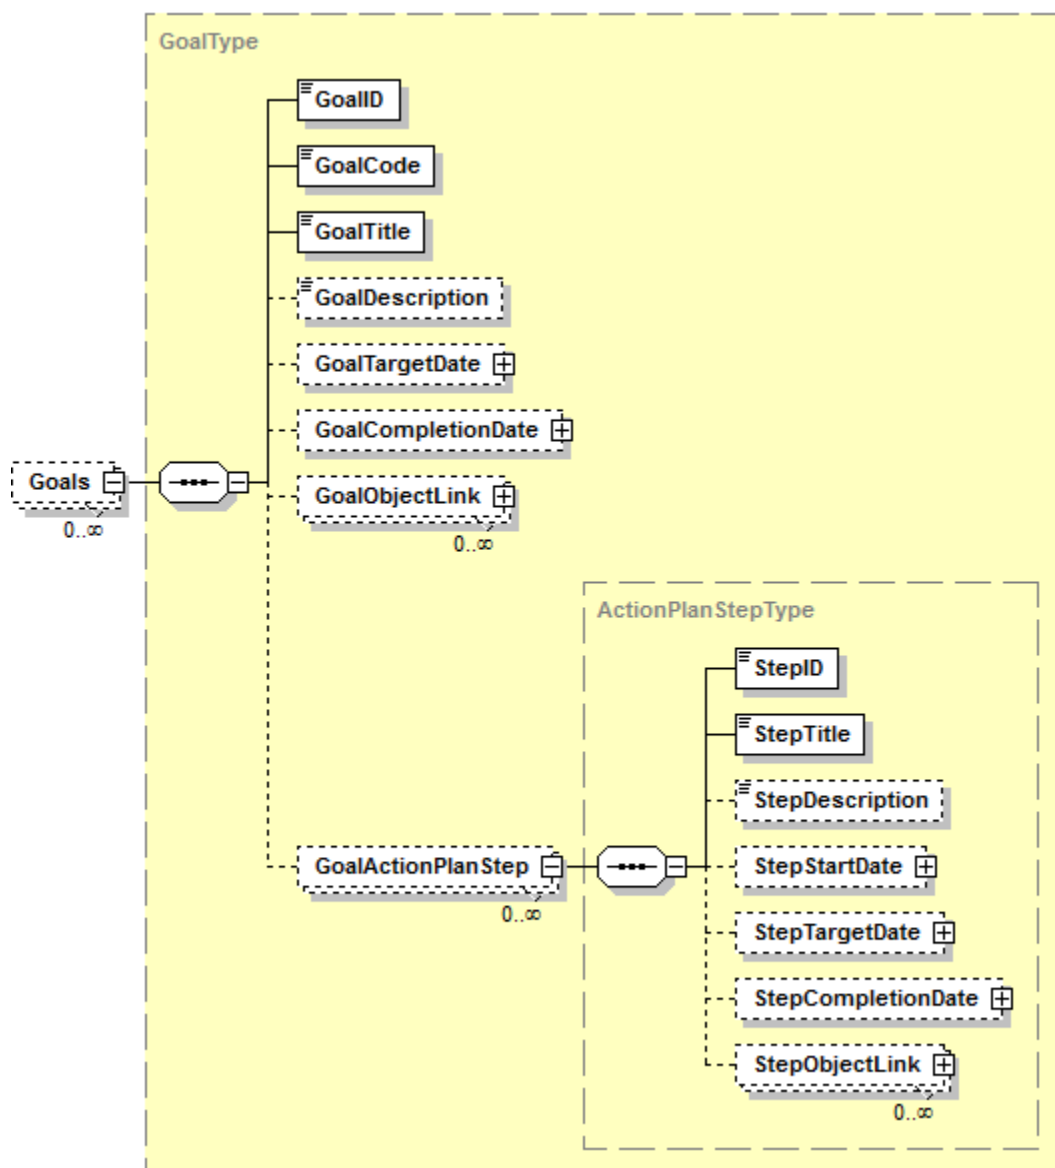 GoalType
GoalID
GoalCode
GoalTitle
GoalDescription
GoalTargetDate
GoalCompletionDate
Goals
0..∞
GoalObjectLink
0..∞
ActionPlanStepType
StepID
StepTitle
StepDescription
GoalActionPlanStep
0..∞
StepStartDate
StepTargetDate
StepCompletionDate
StepObjectLink
0..∞